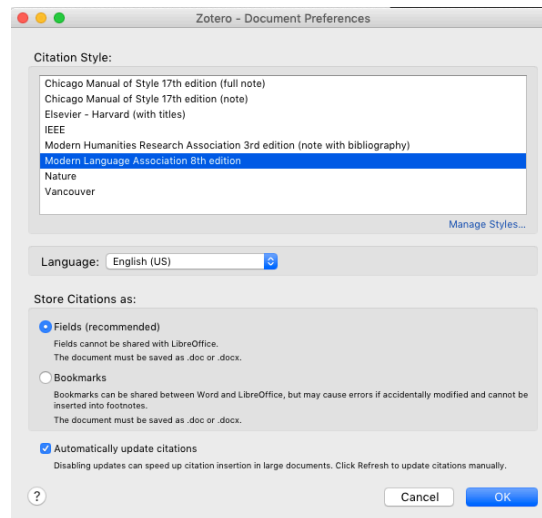 Zotero - Document Preferences
Citation Style:
Chicago Manual of Style 17th edition (full note)
Chicago Manual of Style 17th edition (note)
Elsevier - Harvard (with titles)
IEEE
Modern Humanities Research Association 3rd edition (note with bibliography)
Modern Language Association 8th edition
Nature
Vancouver
Manage Styles...
Language: English (US)
Store Citations as:
Fields (recommended)
Fields cannot be shared with LibreOffice.
The document must be saved as .doc or .docx.
Bookmarks
Bookmarks can be shared between Word and LibreOffice, but may cause errors if accidentally modified and cannot be
inserted into footnotes.
The document must be saved as .doc or .docx.
Automatically update citations
Disabling updates can speed up citation insertion in large documents. Click Refresh to update citations manually.
? Cancel OK